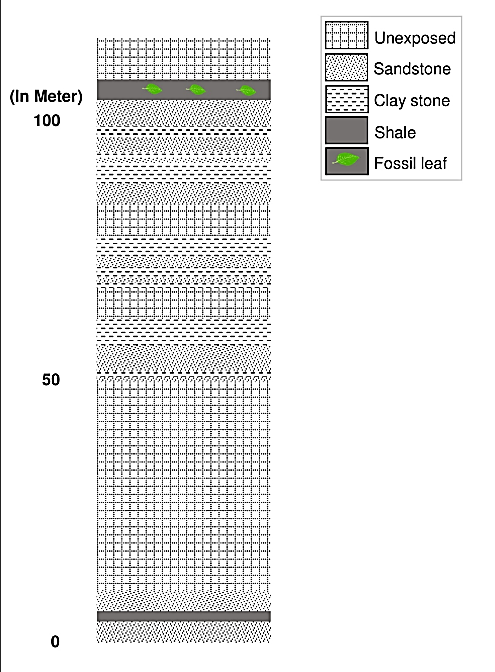 Unexposed
Sandstone
Clay stone
Shale
Fossil leaf
(In Meter)
100
50
0